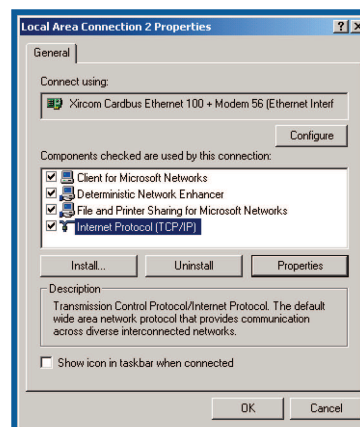 Local Area Connection 2 Properties
General
Connect using:
Xircom Cardbus Ethernet 100 + Modem 56 (Ethernet Interf
Configure
Components checked are used by this connection:
Client for Microsoft Networks
Deterministic Network Enhancer
File and Printer Sharing for Microsoft Networks
Internet Protocol (TCP/IP)
Install... Uninstall Properties
Description
Transmission Control Protocol/Internet Protocol. The default
wide area network protocol that provides communication
across diverse interconnected networks.
Show icon in taskbar when connected
OK Cancel